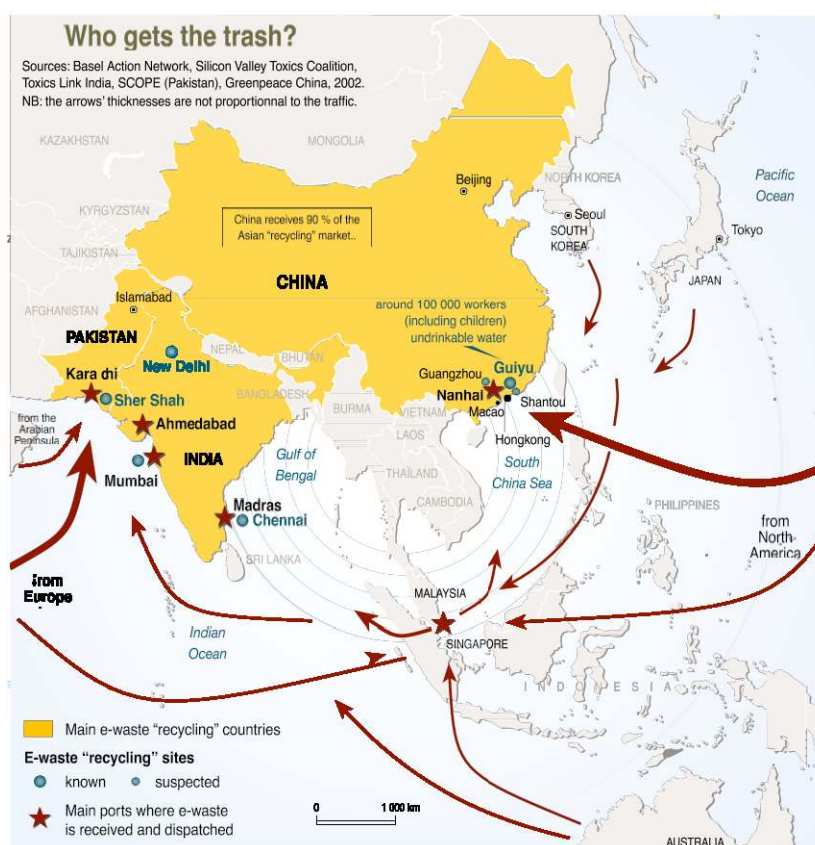 Who gets the trash?
Sources: Basel Action Network, Silicon Valley Toxics Coalition,
Toxics Link India, SCOPE (Pakistan), Greenpeace China, 2002.
NB: the arrows' thicknesses are not proportionnal to the traffic.
KAZAKHSTAN
MONGOLIA
Beijing
NORTH KOREA
Pacific
Ocean
KYRGYZSTAN
China receives 90 % of the
Asian "recycling" market..
Seoul
SOUTH
KOREA
Tokyo
2
TAJIKISTAN
CHINA
JAPAN
AFGHANISTAN
Islamabad
around 100 000 workers
(including children)
undrinkable water
PAKISTAN
NEPAL
BHUTAN
New Delhi
Guiyu
Guangzhou
Kara dhi
Sher Shah
BANGLADESH
Nanhai
Shantou
from the
Arabian
Peninsula
Ahmedabad
BURMA
VIETNAM
Macao
LAOS
Hongkong
INDIA
Gulf of
Bengal
South
China Sea
Mumbai
THAILAND
Madras
Chennai
CAMBODIA
PHILIPPINES
from
North
America
SRI LANKA
from
Europe
MALAYSIA
Indian
Ocean
SINGAPORE
INDONESIA
Main e-waste "recycling" countries
E-waste "recycling" sites
known
suspected
Main ports where e-waste
is received and dispatched
0
1 000 km
AUSTRALIA